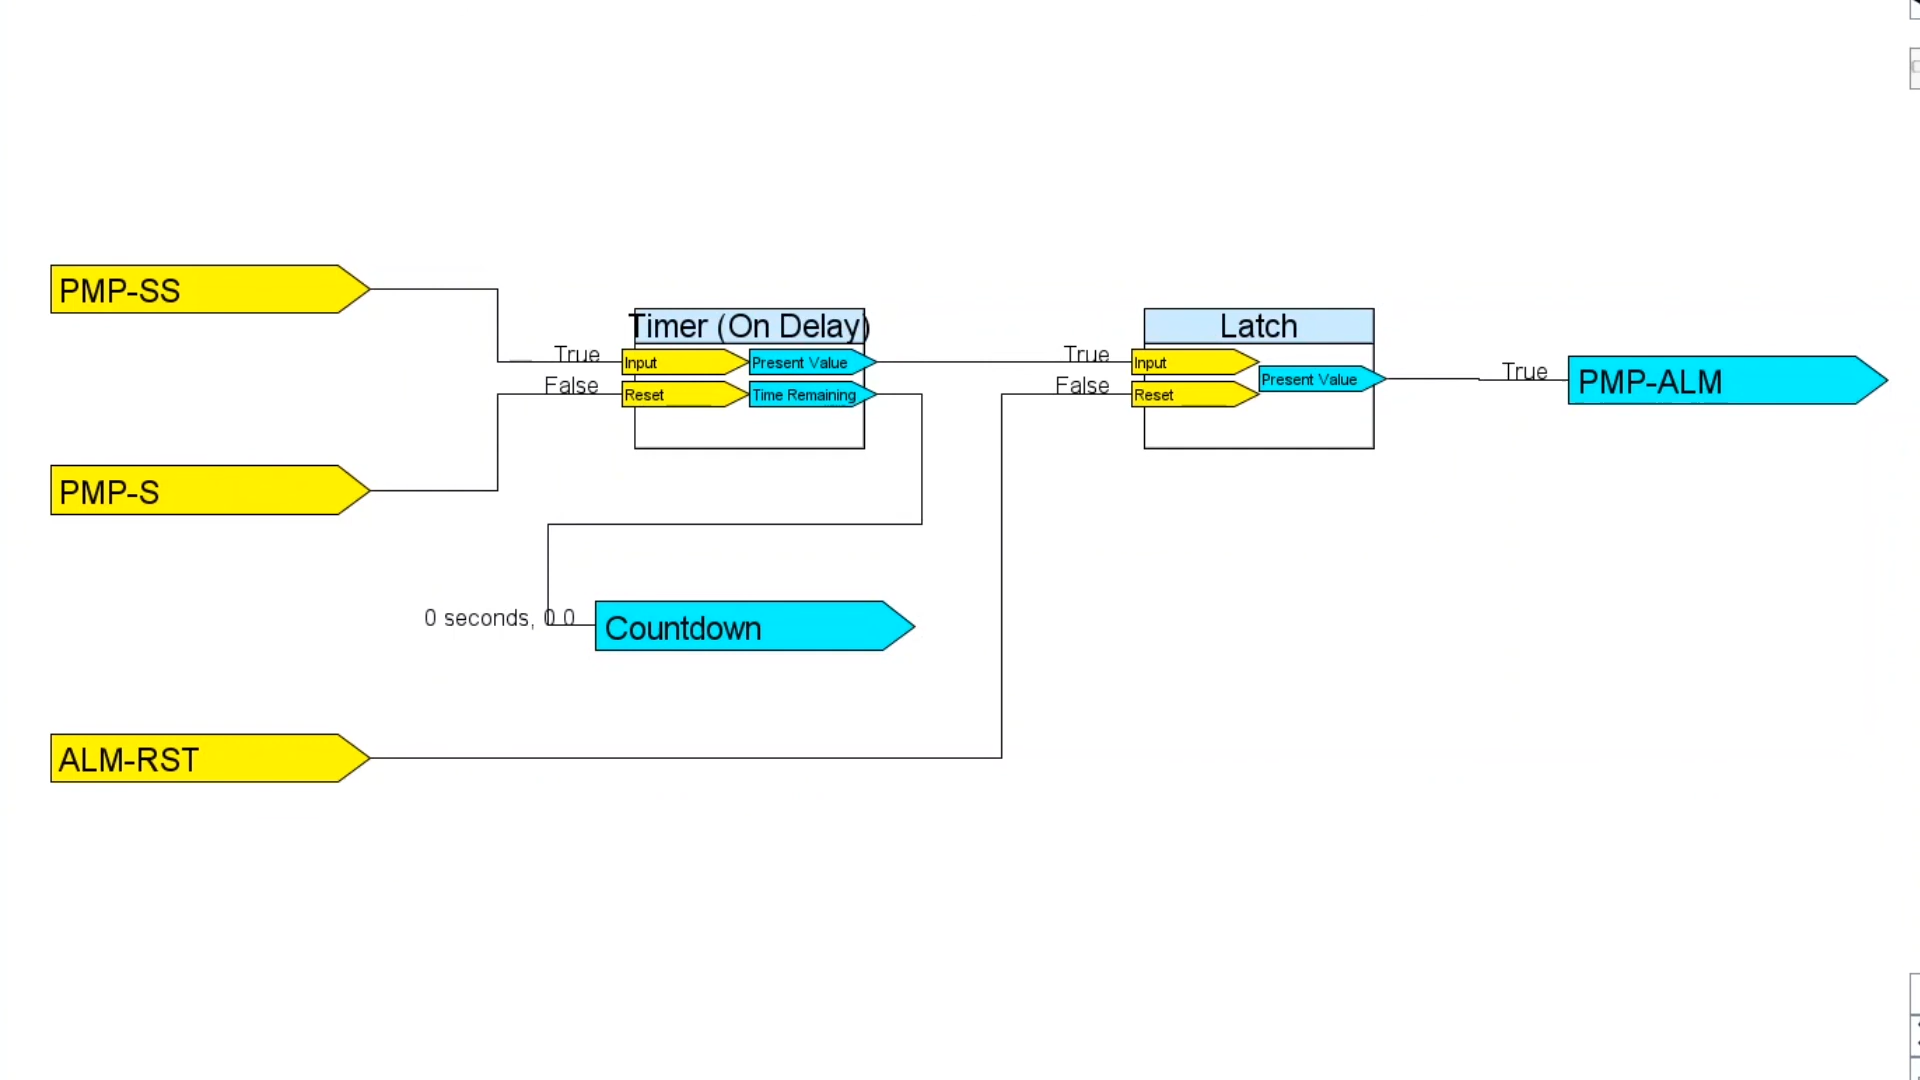 PMP-SS
Timer (On Delay)
Latch
True
Input
Present Value
True
Input
False
Reset
Time Remaining
False
Reset
Present Value
True
PMP-ALM
PMP-S
0 seconds, 0.0
Countdown
ALM-RST